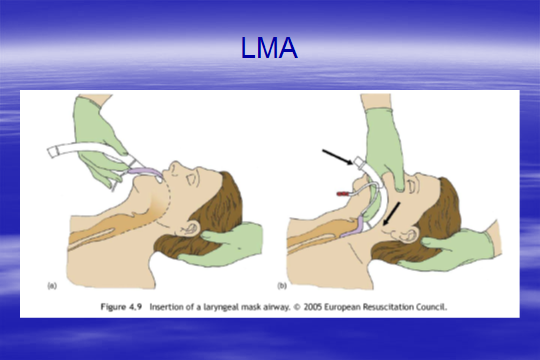 LMA
(a)
(b)
Figure 4.9 Insertion of a laryngeal mask airway. © 2005 European Resuscitation Council.